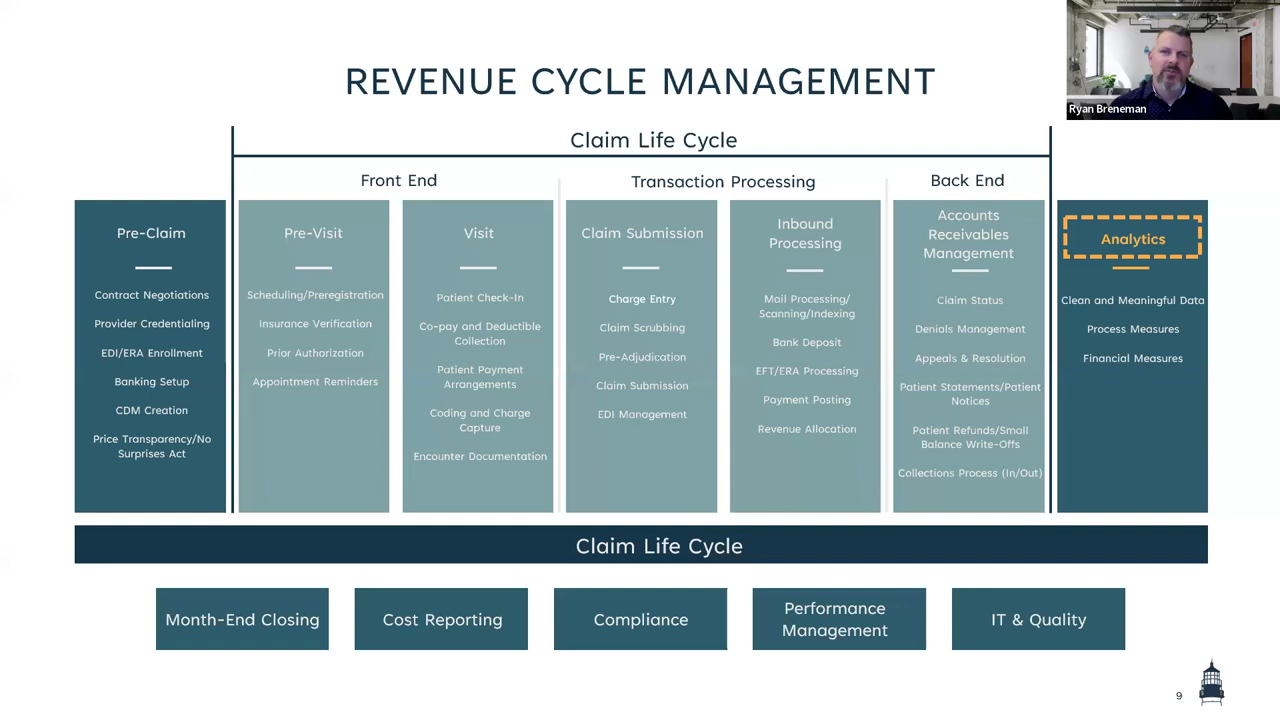 REVENUE CYCLE MANAGEMENT
Ryan Breneman
Claim Life Cycle
Front End
Transaction Processing
Back End
Pre-Claim
Contract Negotiations
Provider Credentialing
EDI/ERA Enrollment
Banking Setup
CDM Creation
Price Transparency/No
Surprises Act
Pre-Visit
Scheduling/Preregistration
Insurance Verification
Prior Authorization
Appointment Reminders
Visit
Patient Check-In
Co-pay and Deductible
Collection
Patient Payment
Arrangements
Coding and Charge
Capture
Encounter Documentation
Claim Submission
Charge Entry
Claim Scrubbing
Pre-Adjudication
Claim Submission
EDI Management
Inbound
Processing
Mail Processing/
Scanning/Indexing
Bank Deposit
EFT/ERA Processing
Payment Posting
Revenue Allocation
Accounts
Receivables
Management
Claim Status
Denials Management
Appeals & Resolution
Patient Statements/Patient
Notices
Patient Refunds/Small
Balance Write-Offs
Collections Process (In/Out)
Analytics
Clean and Meaningful Data
Process Measures
Financial Measures
Claim Life Cycle
Month-End Closing
Cost Reporting
Compliance
Performance
Management
IT & Quality
9